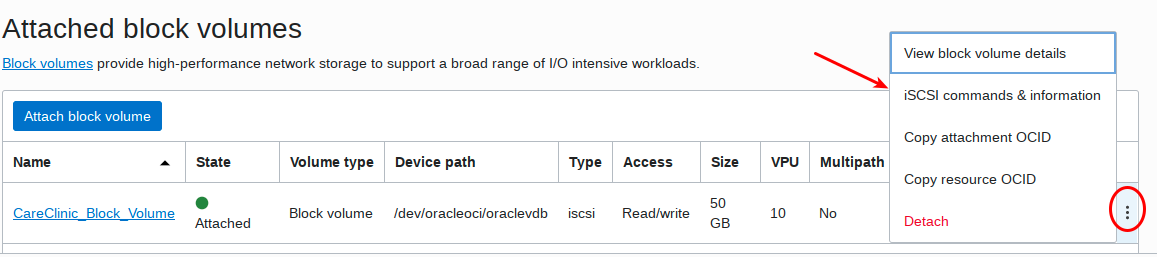 Attached block volumes
Block volumes provide high-performance network storage to support a broad range of I/O intensive workloads.
Attach block volume
Name State Volume type Device path Type Access Size VPU Multipath
CareClinic_Block_Volume Attached Block volume /dev/oracleoci/oraclevdb iscsi Read/write 50 GB 10 No
View block volume details
iSCSI commands & information
Copy attachment OCID
Copy resource OCID
Detach